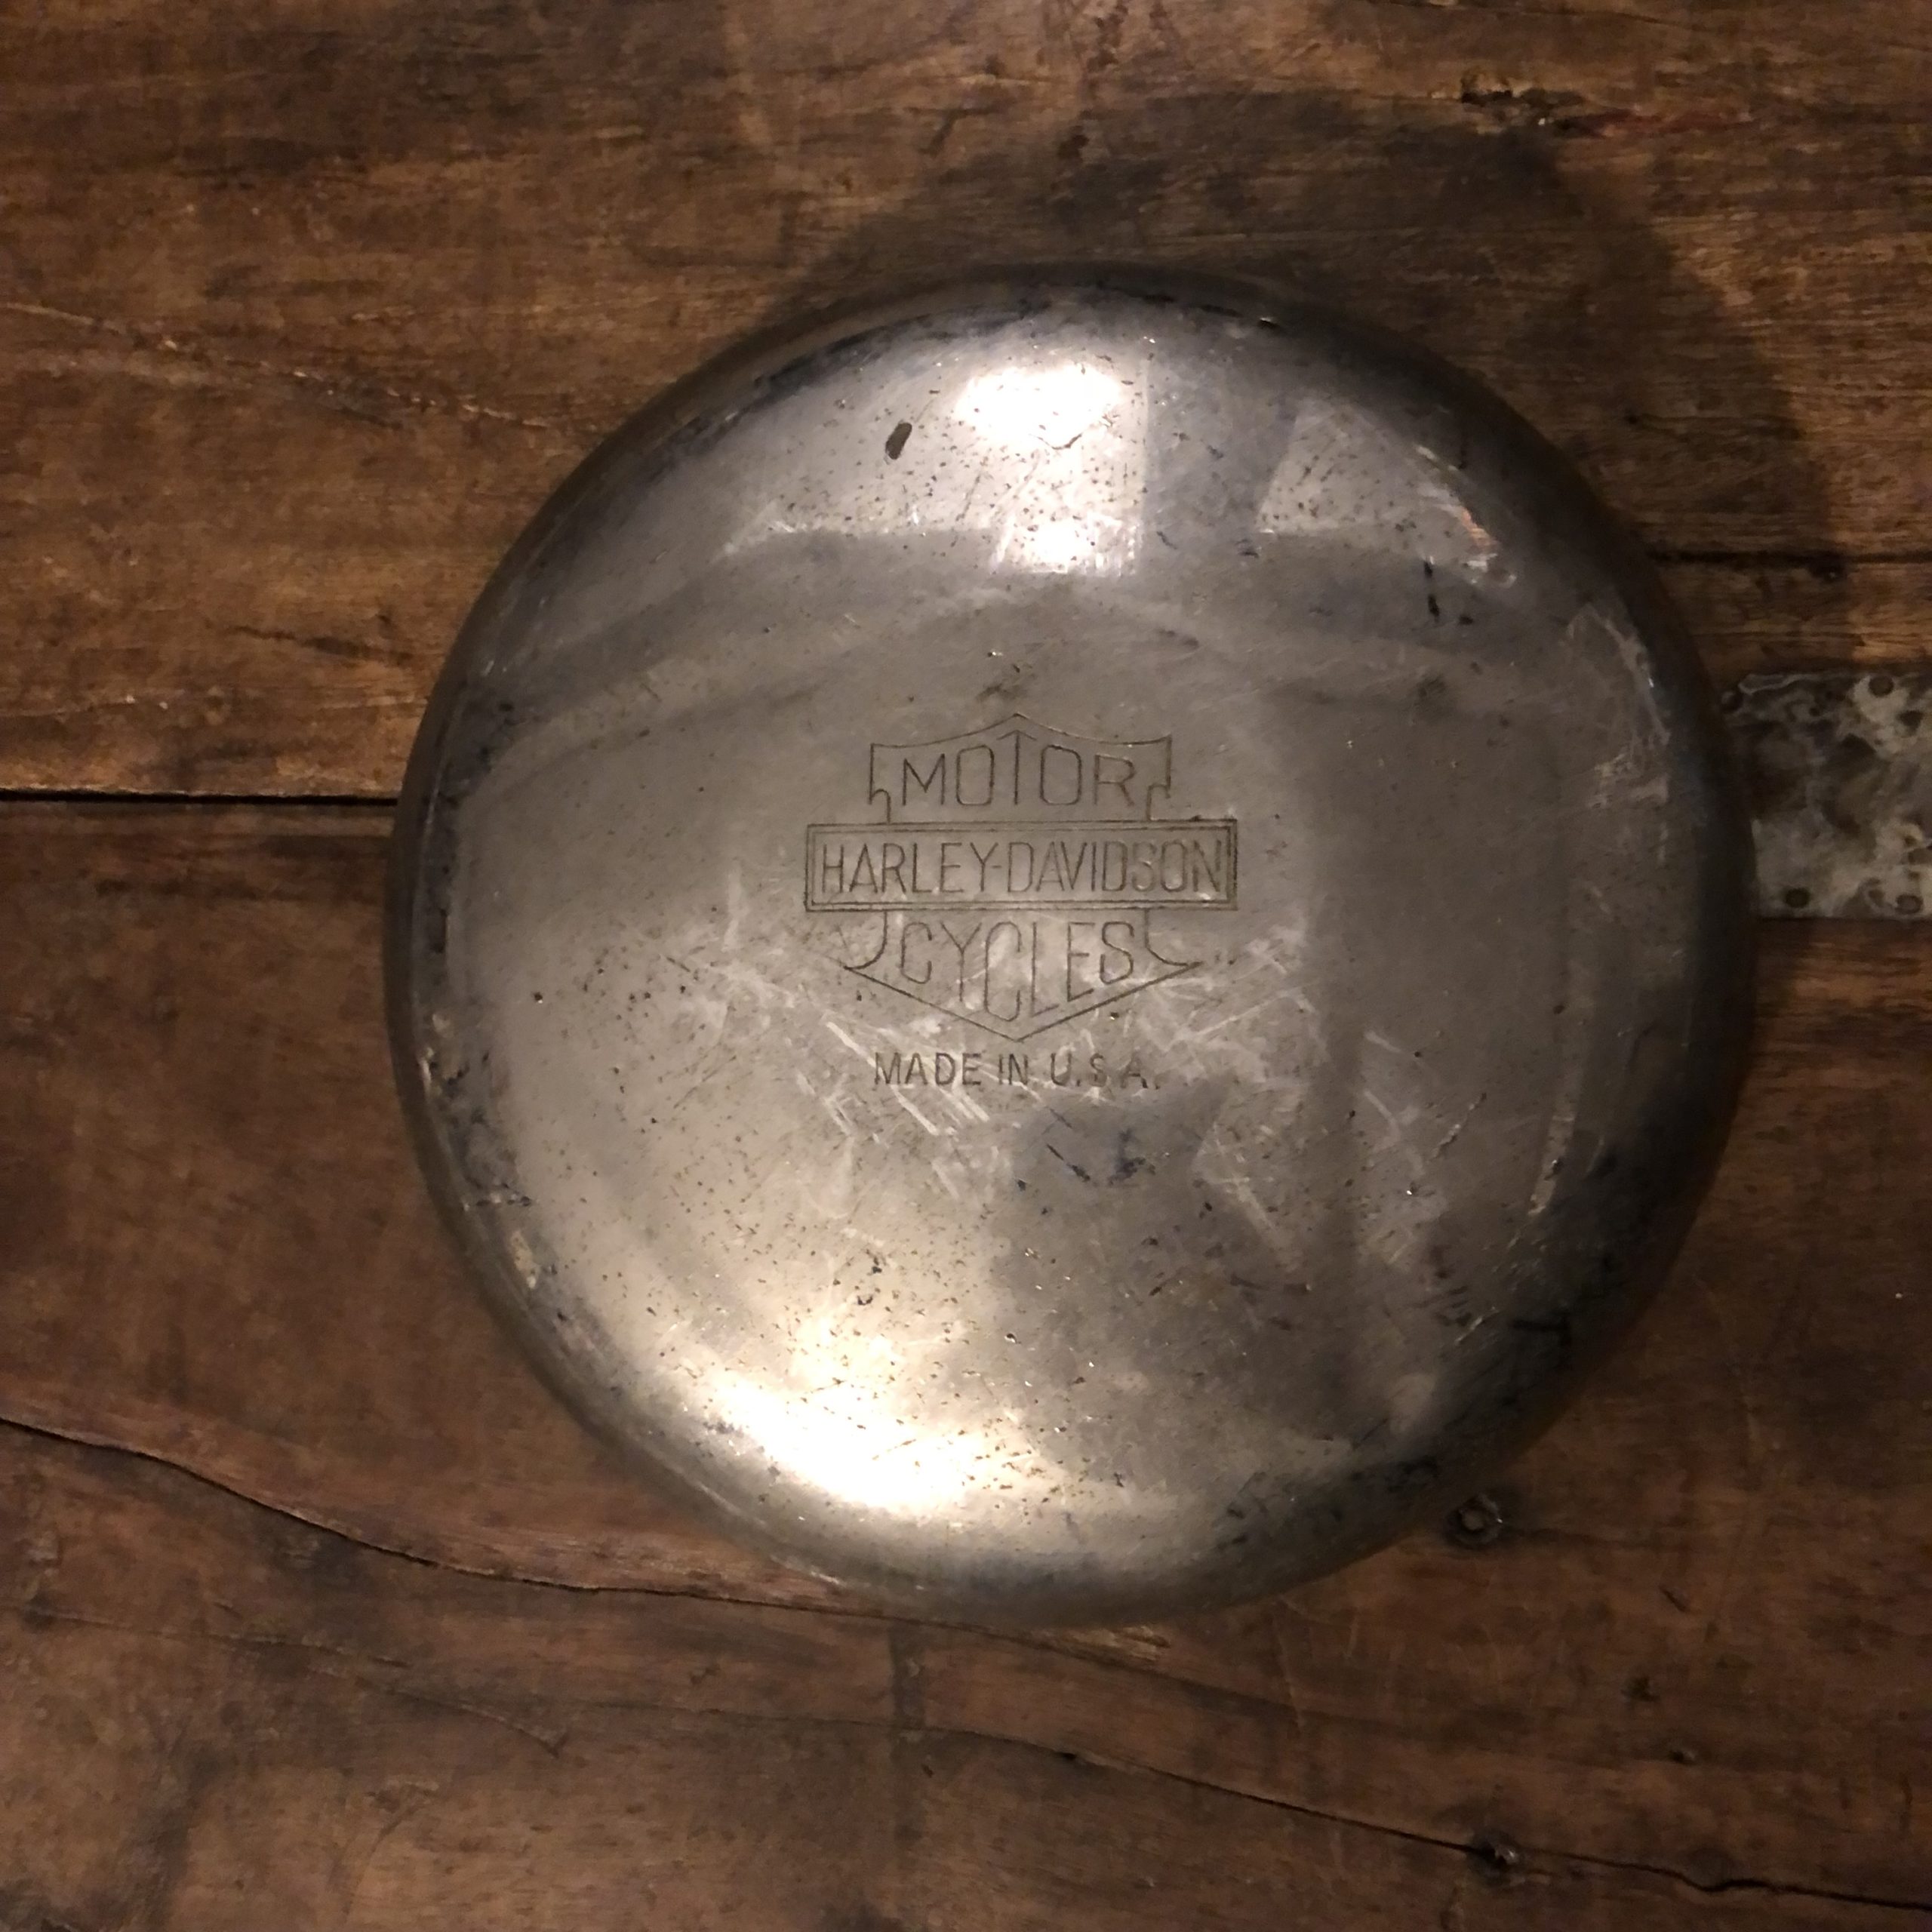 MOTOR
HARLEY-DAVIDSON
CYCLES
MADE IN U.S.A.